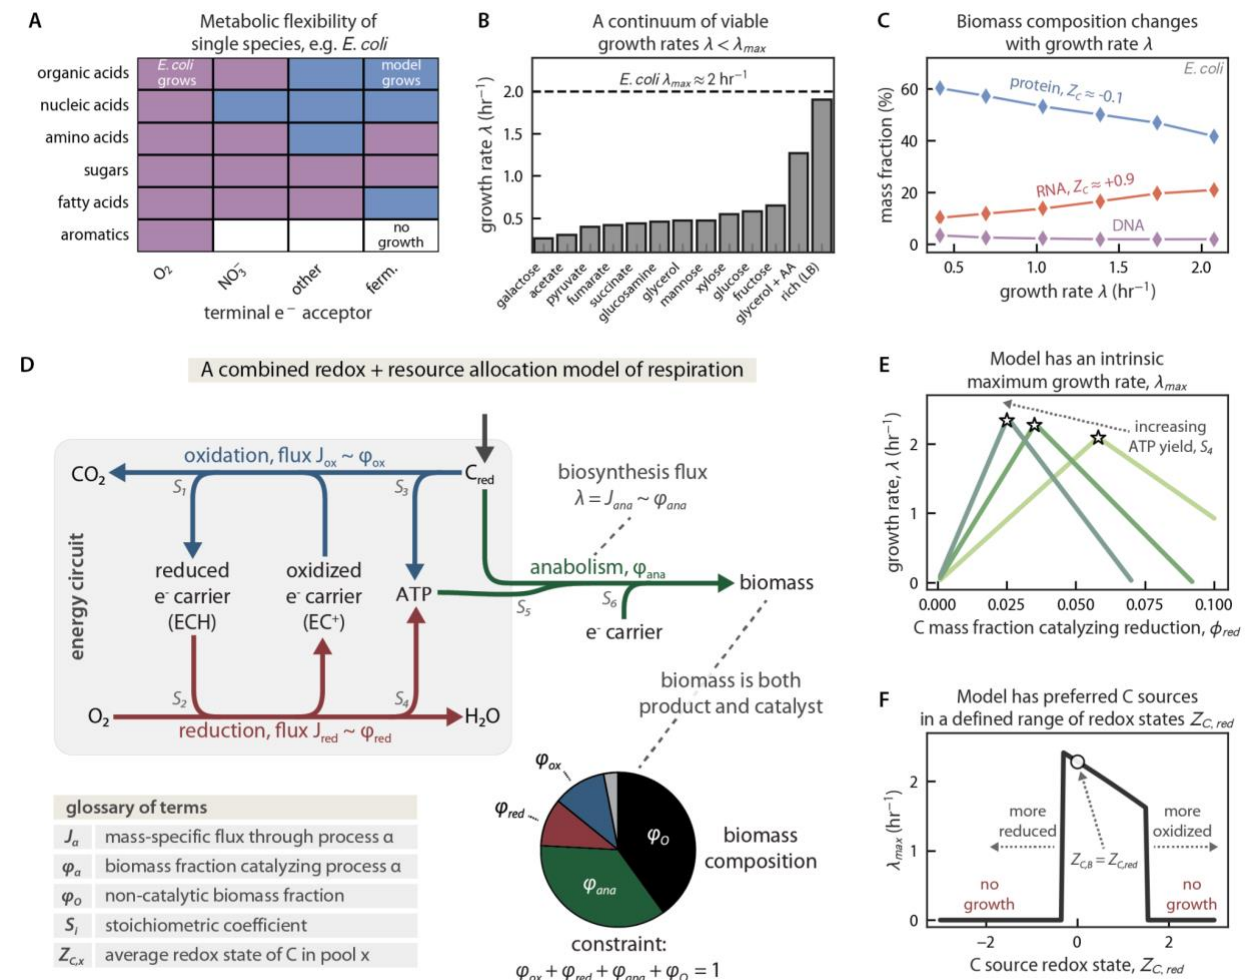 A
Metabolic flexibility of
single species, e.g. E. coli
organic acids
nucleic acids
amino acids
sugars
fatty acids
aromatics
E. coli
grows
model
grows
no
growth
O₂
NO₃⁻
other
ferm.
terminal e⁻ acceptor
B
A continuum of viable
growth rates λ < λmax
E. coli λmax ≈ 2 hr⁻¹
growth rate λ (hr⁻¹)
2.0
1.5
1.0
0.5
galactose
acetate
pyruvate
fumarate
succinate
glucosamine
glycerol
mannose
xylose
glucose
fructose
glycerol + AA
rich (LB)
C
Biomass composition changes
with growth rate λ
E. coli
protein, ZC ≈ -0.1
RNA, ZC ≈ +0.9
DNA
mass fraction (%)
60
40
20
0
0.5
1.0
1.5
2.0
growth rate λ (hr⁻¹)
D
A combined redox + resource allocation model of respiration
energy circuit
CO₂
oxidation, flux Jox ~ φox
Cred
S1
S3
reduced
e⁻ carrier
(ECH)
oxidized
e⁻ carrier
(EC⁺)
ATP
S2
S4
O₂
reduction, flux Jred ~ φred
H₂O
biosynthesis flux
λ = Jana ~ φana
anabolism, φana
S5
S6
e⁻ carrier
biomass
biomass is both
product and catalyst
φox
φred
φO
φana
biomass
composition
constraint:
φox + φred + φana + φO = 1
glossary of terms
Ja mass-specific flux through process α
φa biomass fraction catalyzing process α
φO non-catalytic biomass fraction
Si stoichiometric coefficient
ZC,x average redox state of C in pool x
E
Model has an intrinsic
maximum growth rate, λmax
increasing
ATP yield, S4
growth rate, λ (hr⁻¹)
2
1
0
0.000
0.025
0.050
0.075
0.100
C mass fraction catalyzing reduction, ϕred
F
Model has preferred C sources
in a defined range of redox states ZC, red
λmax (hr⁻¹)
2
1
0
more
reduced
more
oxidized
ZC,B = ZC,red
no
growth
no
growth
−2
0
2
C source redox state, ZC, red